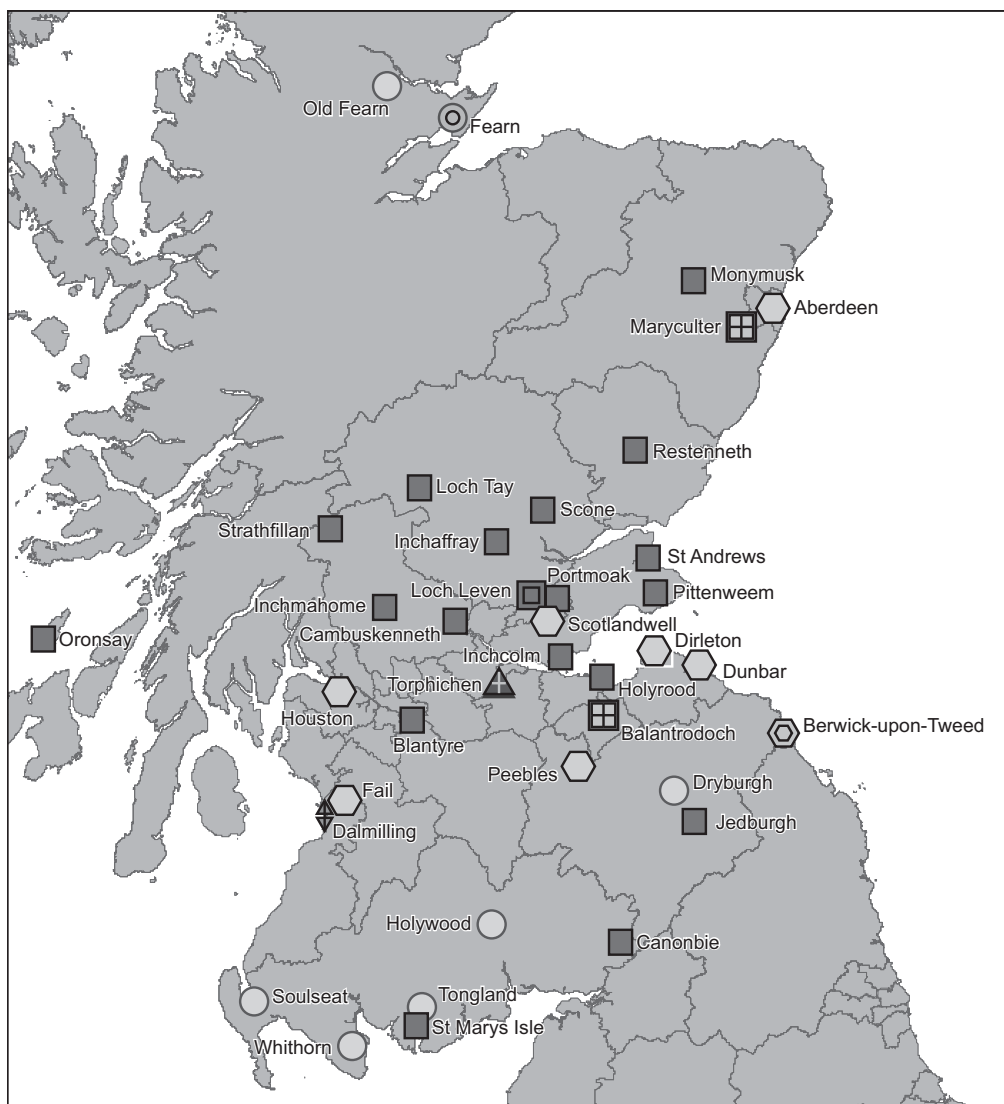 Old Fearn
Fearn
Monymusk
Aberdeen
Maryculter
Restenneth
Loch Tay
Scone
Strathfillan
Inchaffray
St Andrews
Portmoak
Loch Leven
Pittenweem
Inchmahome
Scotlandwell
Cambuskenneth
Oronsay
Dirleton
Inchcolm
Dunbar
Torphichen
Holyrood
Houston
Balantrodoch
Berwick-upon-Tweed
Blantyre
Peebles
Dryburgh
Fail
Jedburgh
Dalmilling
Holywood
Canonbie
Soulseat
Tongland
St Marys Isle
Whithorn